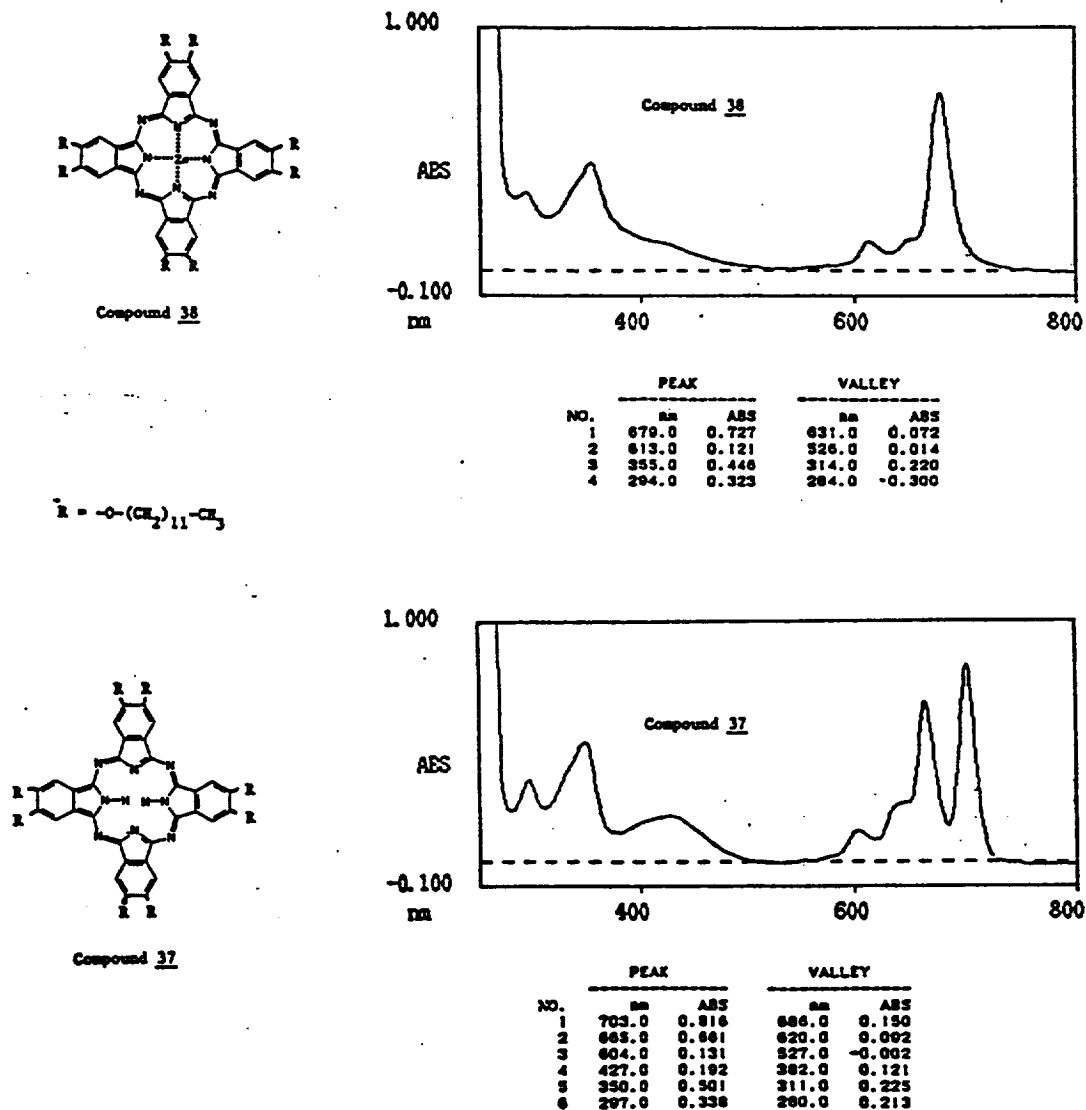 1.000
Compound 38
ABS
-0.100
nm
400 600 800
R R
R R
R R
R R
N N N N N N N N
Compound 38
PEAK VALLEY
NO. nm ABS nm ABS
1 679.0 0.727 631.0 0.072
2 613.0 0.121 526.0 0.014
3 355.0 0.446 314.0 0.220
4 294.0 0.323 284.0 -0.300
R = -O-(CH2)11-CH3
1.000
Compound 37
ABS
-0.100
nm
400 600 800
R R
R R
R R
R R
N N N
N-H H-N
N N N
Compound 37
PEAK VALLEY
NO. nm ABS nm ABS
1 703.0 0.816 686.0 0.150
2 665.0 0.661 620.0 0.092
3 604.0 0.131 527.0 -0.002
4 427.0 0.192 382.0 0.121
5 350.0 0.501 311.0 0.225
6 297.0 0.338 280.0 0.213